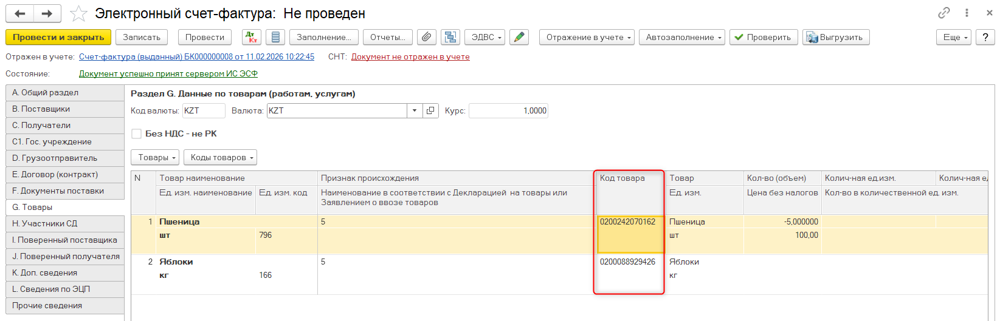 Электронный счет-фактура: Не проведен
Провести и закрыть Записать Провести Дт Кт Заполнение... Отчеты... ЭДВС Отражение в учете Автозаполнение Проверить Выгрузить Еще ?
Отражен в учете: Счет-фактура (выданный) БК000000008 от 11.02.2026 10:22:45 СНТ: Документ не отражен в учете
Состояние: Документ успешно принят сервером ИС ЭСФ
A. Общий раздел
B. Поставщики
C. Получатели
C1. Гос. учреждение
D. Грузоотправитель
E. Договор (контракт)
F. Документы поставки
G. Товары
H. Участники СД
I. Поверенный поставщика
J. Поверенный получателя
K. Доп. сведения
L. Сведения по ЭЦП
Прочие сведения
Раздел G. Данные по товарам (работам, услугам)
Код валюты: KZT Валюта: KZT Курс: 1,0000
Без НДС - не РК
Товары Коды товаров
N Товар наименование Признак происхождения Код товара Товар Кол-во (объем) Колич-ная ед.изм. Колич-на
Ед. изм. наименование Ед. изм. код Наименование в соответствии с Декларацией на товары или Ед. изм. Цена без налогов Кол-во в количественной ед. изм.
Заявлением о ввозе товаров
1 Пшеница 5 0200242070162 Пшеница -5,000000
шт 796 шт 100,00
2 Яблоки 5 0200088929426 Яблоки
кг 166 кг